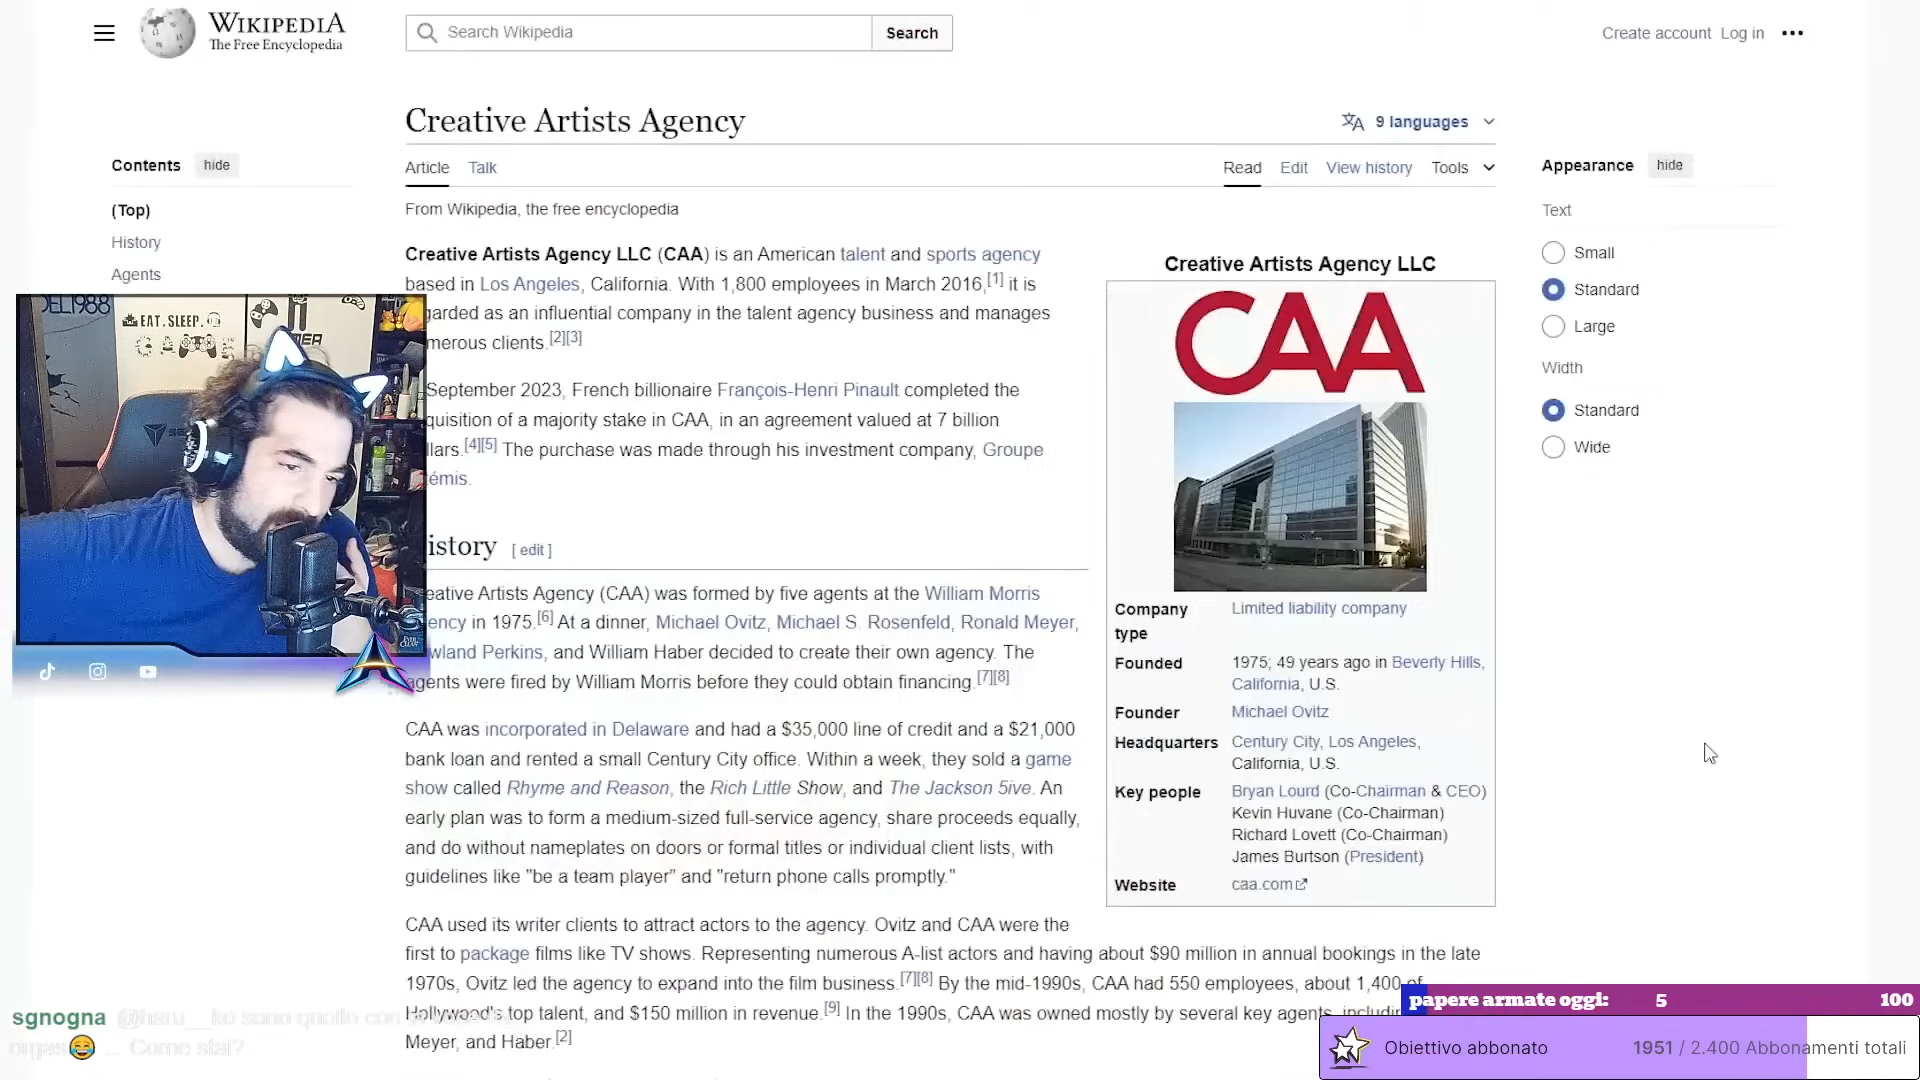 WIKIPEDIA
The Free Encyclopedia
Search Wikipedia
Search
Create account Log in
Creative Artists Agency
9 languages
Contents hide
(Top)
History
Agents
Article Talk
Read Edit View history Tools
From Wikipedia, the free encyclopedia
Creative Artists Agency LLC (CAA) is an American talent and sports agency
based in Los Angeles, California. With 1,800 employees in March 2016,[1] it is
garded as an influential company in the talent agency business and manages
merous clients.[2][3]
September 2023, French billionaire François-Henri Pinault completed the
quisition of a majority stake in CAA, in an agreement valued at 7 billion
llars.[4][5] The purchase was made through his investment company, Groupe
émis.
istory [ edit ]
eative Artists Agency (CAA) was formed by five agents at the William Morris
ency in 1975.[6] At a dinner, Michael Ovitz, Michael S. Rosenfeld, Ronald Meyer,
wland Perkins, and William Haber decided to create their own agency. The
agents were fired by William Morris before they could obtain financing.[7][8]
CAA was incorporated in Delaware and had a $35,000 line of credit and a $21,000
bank loan and rented a small Century City office. Within a week, they sold a game
show called Rhyme and Reason, the Rich Little Show, and The Jackson 5ive. An
early plan was to form a medium-sized full-service agency, share proceeds equally,
and do without nameplates on doors or formal titles or individual client lists, with
guidelines like "be a team player" and "return phone calls promptly."
CAA used its writer clients to attract actors to the agency. Ovitz and CAA were the
first to package films like TV shows. Representing numerous A-list actors and having about $90 million in annual bookings in the late
1970s, Ovitz led the agency to expand into the film business.[7][8] By the mid-1990s, CAA had 550 employees, about 1,400 of
Hollywood's top talent, and $150 million in revenue.[9] In the 1990s, CAA was owned mostly by several key agents, includin
Meyer, and Haber.[2]
Creative Artists Agency LLC
CAA
Company type Limited liability company
Founded 1975; 49 years ago in Beverly Hills,
California, U.S.
Founder Michael Ovitz
Headquarters Century City, Los Angeles,
California, U.S.
Key people Bryan Lourd (Co-Chairman & CEO)
Kevin Huvane (Co-Chairman)
Richard Lovett (Co-Chairman)
James Burtson (President)
Website caa.com
Appearance hide
Text
Small
Standard
Large
Width
Standard
Wide
DEL1988
EAT.SLEEP.
sgnogna @haru__ko sono quello con
orgas😂 ... Come stai?
papere armate oggi: 5 100
Obiettivo abbonato 1951 / 2.400 Abbonamenti totali